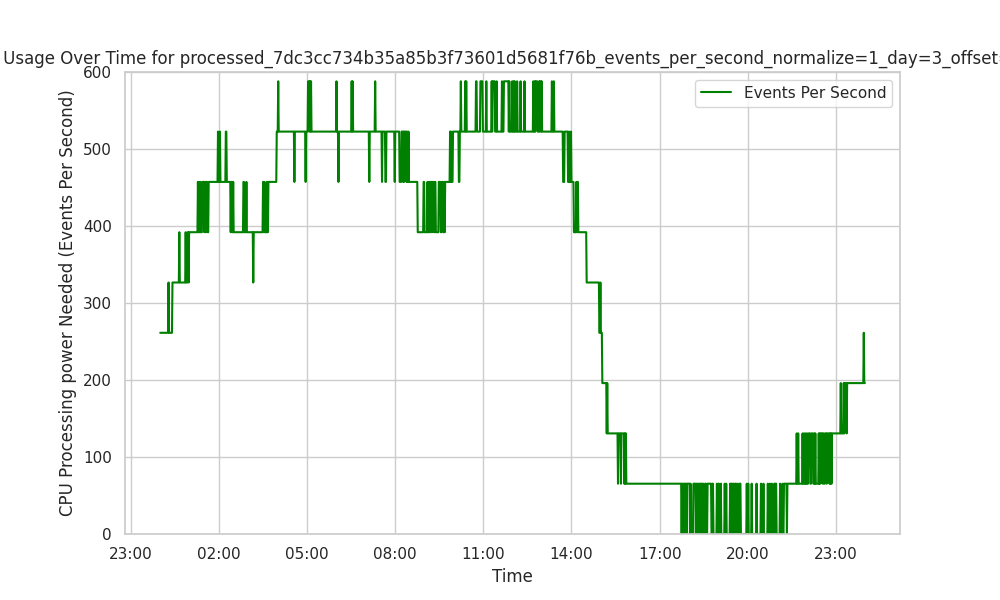 Usage Over Time for processed_7dc3cc734b35a85b3f73601d5681f76b_events_per_second_normalize=1_day=3_offset=
Events Per Second
CPU Processing power Needed (Events Per Second)
600
500
400
300
200
100
0
23:00 02:00 05:00 08:00 11:00 14:00 17:00 20:00 23:00
Time